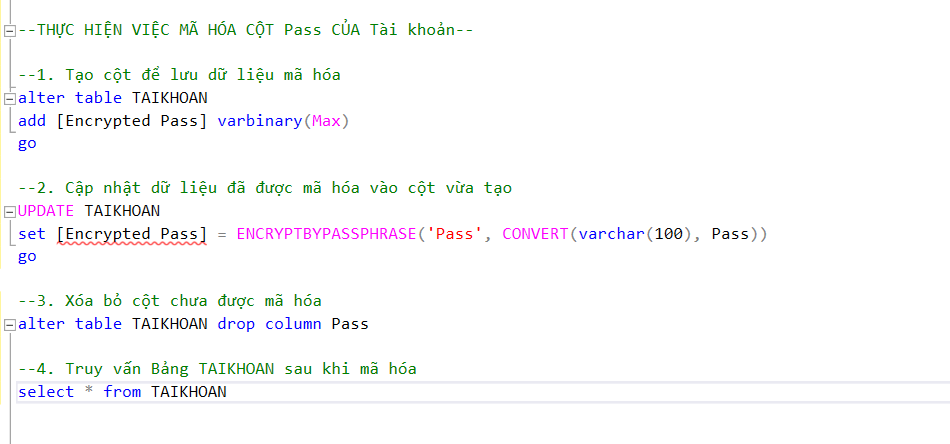 --THỰC HIỆN VIỆC MÃ HÓA CỘT Pass CỦA Tài khoản--
--1. Tạo cột để lưu dữ liệu mã hóa
alter table TAIKHOAN
add [Encrypted Pass] varbinary(Max)
go
--2. Cập nhật dữ liệu đã được mã hóa vào cột vừa tạo
UPDATE TAIKHOAN
set [Encrypted Pass] = ENCRYPTBYPASSPHRASE('Pass', CONVERT(varchar(100), Pass))
go
--3. Xóa bỏ cột chưa được mã hóa
alter table TAIKHOAN drop column Pass
--4. Truy vấn Bảng TAIKHOAN sau khi mã hóa
select * from TAIKHOAN